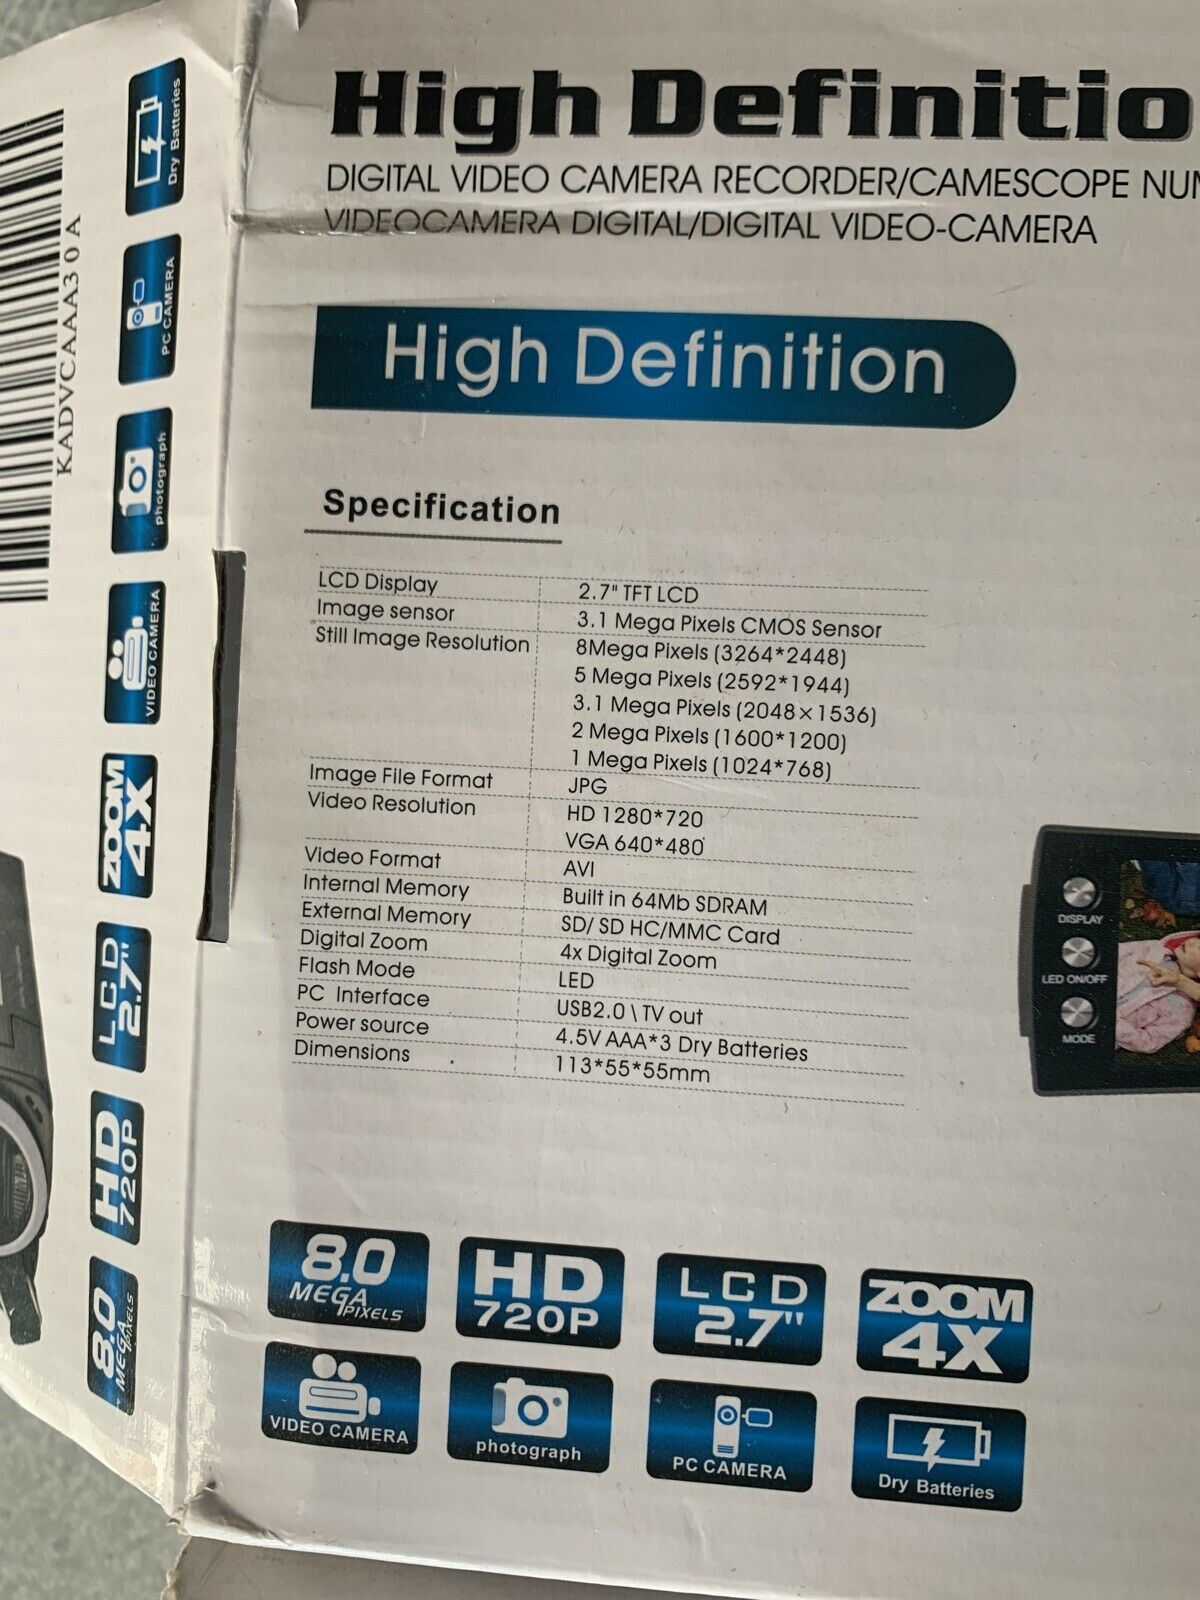 High Definitio
DIGITAL VIDEO CAMERA RECORDER/CAMESCOPE
VIDEOCAMERA DIGITAL/DIGITAL VIDEO-CAMERA
High Definition
Specification
LCD Display 2.7" TFT LCD
Image sensor 3.1 Mega Pixels CMOS Sensor
Still Image Resolution 8Mega Pixels (3264*2448)
5 Mega Pixels (2592*1944)
3.1 Mega Pixels (2048×1536)
2 Mega Pixels (1600*1200)
1 Mega Pixels (1024*768)
Image File Format JPG
Video Resolution HD 1280*720
VGA 640*480
Video Format AVI
Internal Memory Built in 64Mb SDRAM
External Memory SD/ SD HC/MMC Card
Digital Zoom 4x Digital Zoom
Flash Mode LED
PC Interface USB2.0 \ TV out
Power source 4.5V AAA*3 Dry Batteries
Dimensions 113*55*55mm
DISPLAY
LED ON/OFF
MODE
8.0
MEGA
PIXELS
HD
720P
LCD
2.7"
ZOOM
4X
VIDEO CAMERA
photograph
PC CAMERA
Dry Batteries
KADVCAAA30A
Dry Batteries
PC CAMERA
photograph
VIDEO CAMERA
ZOOM
4X
LCD
2.7"
HD
720P
8.0
MEGA
PIXELS